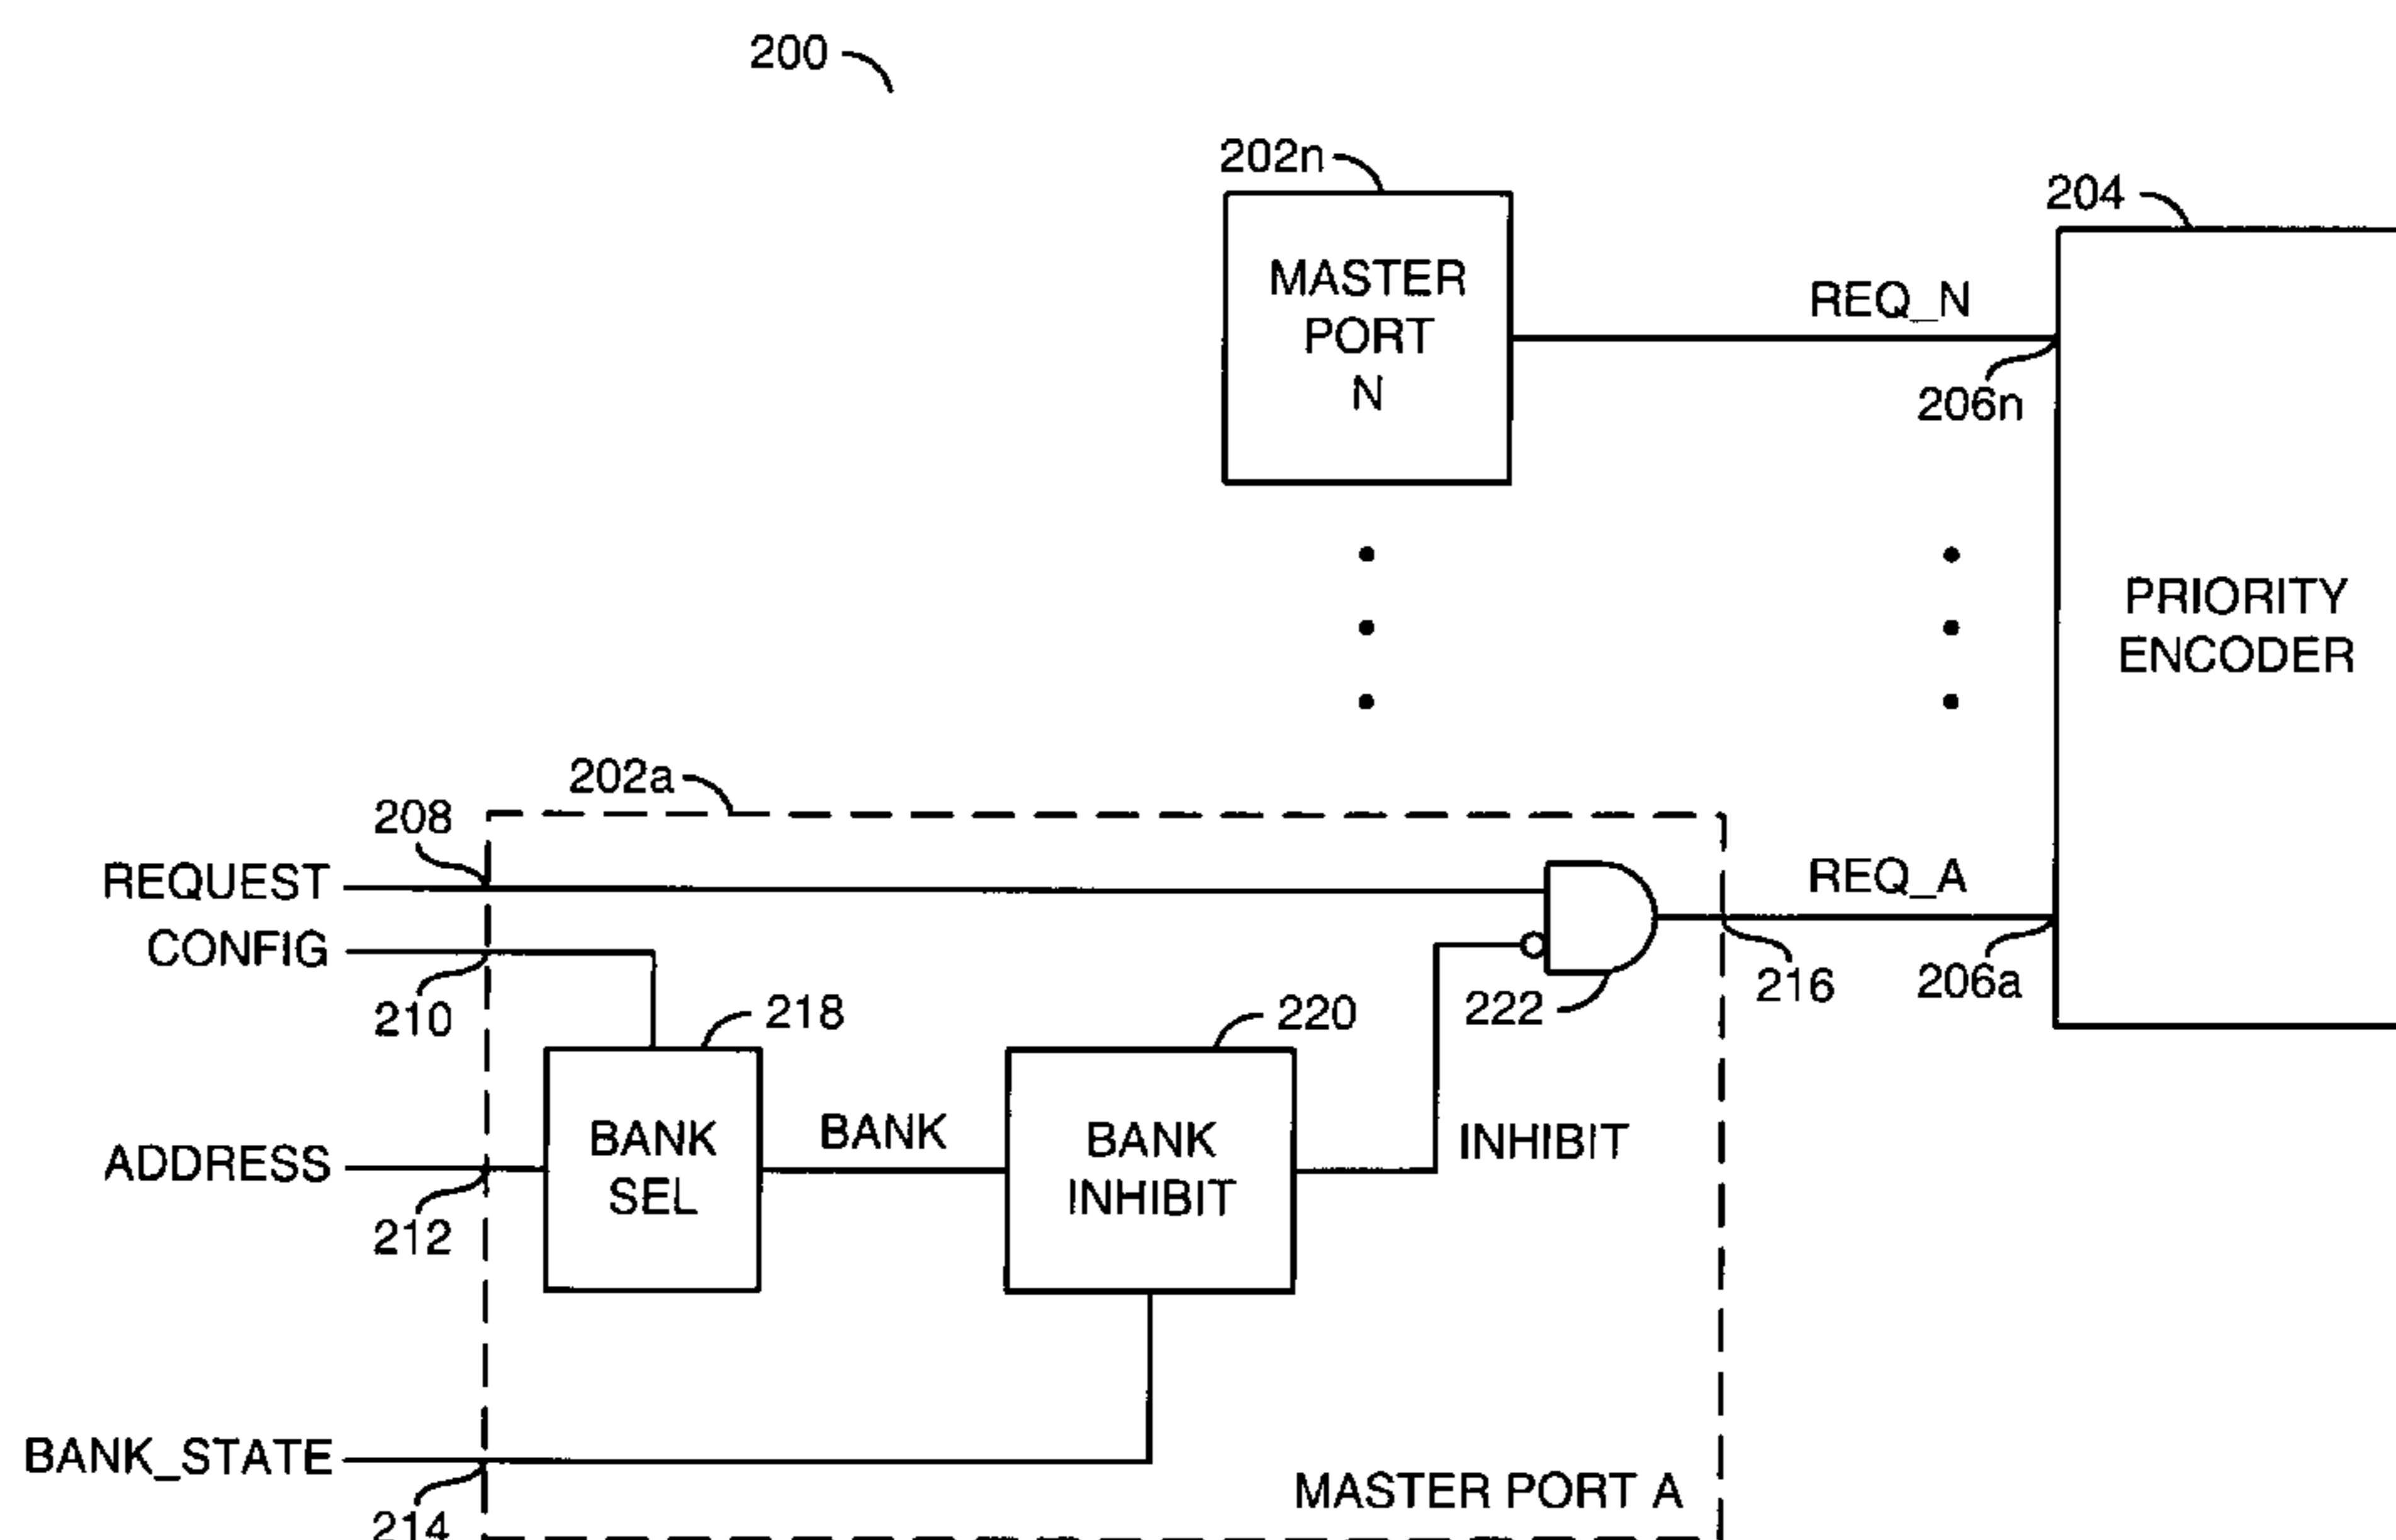 200
202n
204
MASTER
PORT
N
REQ_N
206n
PRIORITY
ENCODER
202a
208
REQUEST
REQ_A
CONFIG
210
218
220
222
216
206a
ADDRESS
BANK
SEL
BANK
BANK
INHIBIT
INHIBIT
212
BANK_STATE
MASTER PORT A
214